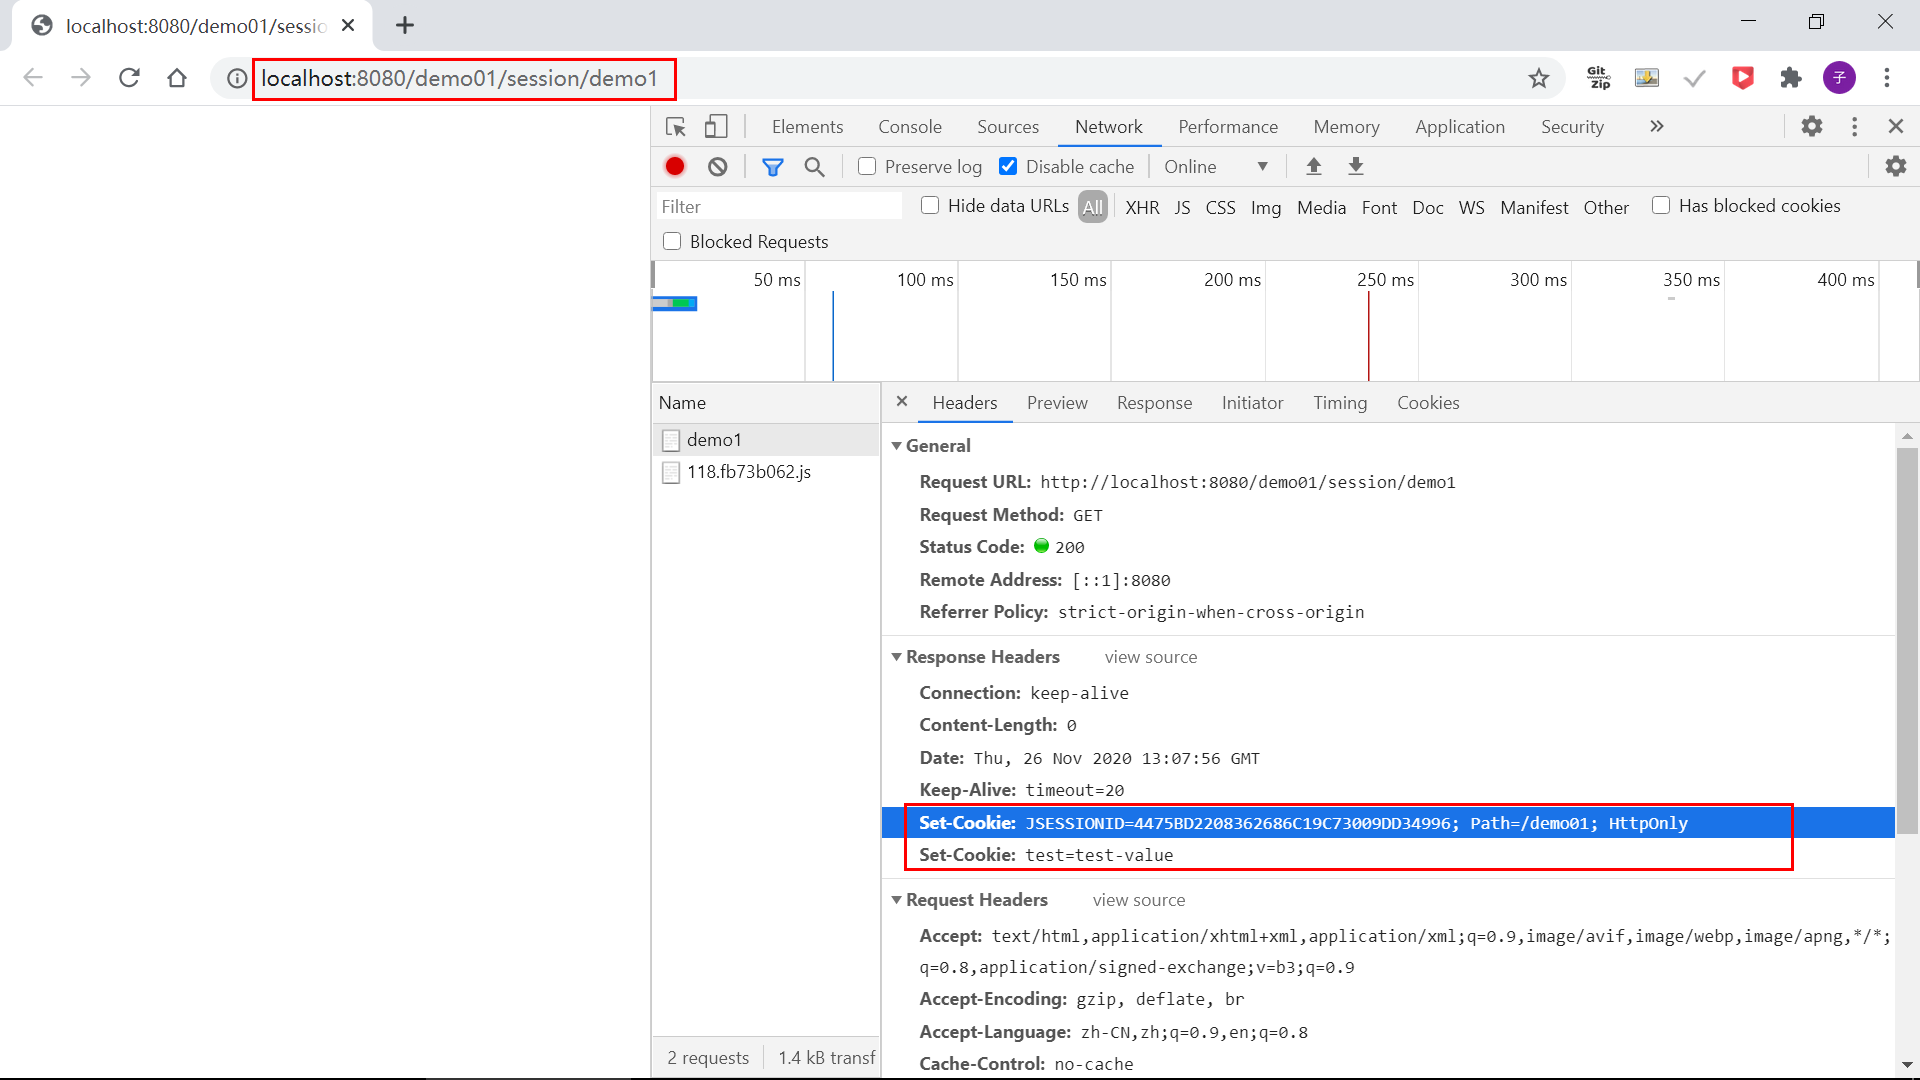 localhost:8080/demo01/sessio
localhost:8080/demo01/session/demo1
Git
Zip
子
Elements Console Sources Network Performance Memory Application Security
Preserve log Disable cache Online
Filter Hide data URLs All XHR JS CSS Img Media Font Doc WS Manifest Other Has blocked cookies
Blocked Requests
50 ms 100 ms 150 ms 200 ms 250 ms 300 ms 350 ms 400 ms
Name
demo1
118.fb73b062.js
2 requests 1.4 kB transf
Headers Preview Response Initiator Timing Cookies
General
Request URL: http://localhost:8080/demo01/session/demo1
Request Method: GET
Status Code: 200
Remote Address: [::1]:8080
Referrer Policy: strict-origin-when-cross-origin
Response Headers view source
Connection: keep-alive
Content-Length: 0
Date: Thu, 26 Nov 2020 13:07:56 GMT
Keep-Alive: timeout=20
Set-Cookie: JSESSIONID=4475BD2208362686C19C73009DD34996; Path=/demo01; HttpOnly
Set-Cookie: test=test-value
Request Headers view source
Accept: text/html,application/xhtml+xml,application/xml;q=0.9,image/avif,image/webp,image/apng,*/*;
q=0.8,application/signed-exchange;v=b3;q=0.9
Accept-Encoding: gzip, deflate, br
Accept-Language: zh-CN,zh;q=0.9,en;q=0.8
Cache-Control: no-cache